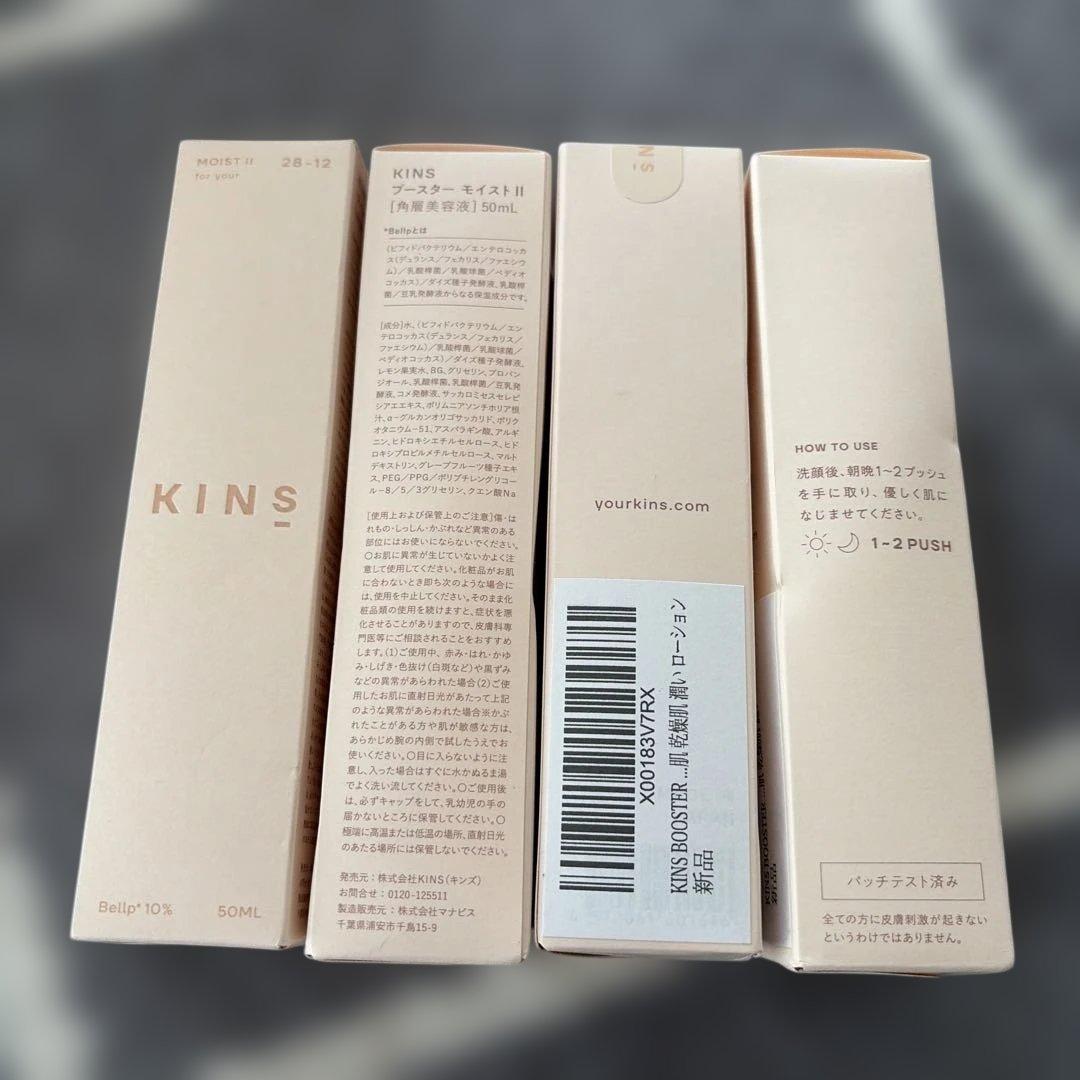 MOIST II 28-12
for your
KINS
Bellp* 10% 50ML
KINS
ブースター モイスト II
[角層美容液] 50mL
*Bellpとは
(ビフィドバクテリウム/エンテロコッカ
ス(デュランス/フェカリス/ファエシウ
ム)/乳酸桿菌/乳酸球菌/ペディオ
コッカス)/ダイズ種子発酵液、乳酸桿
菌/豆乳発酵液からなる保湿成分です。
[成分]水、(ビフィドバクテリウム/エン
テロコッカス(デュランス/フェカリス/
ファエシウム)/乳酸桿菌/乳酸球菌/
ペディオコッカス)/ダイズ種子発酵液、
レモン果実水、BG、グリセリン、プロパン
ジオール、乳酸桿菌、乳酸桿菌/豆乳発
酵液、コメ発酵液、サッカロミセスセレビ
シアエエキス、ポリムニアソンチホリア根
汁、α-グルカンオリゴサッカリド、ポリク
オタニウム-51、アスパラギン酸、アルギ
ニン、ヒドロキシエチルセルロース、ヒド
ロキシプロピルメチルセルロース、マルト
デキストリン、グレープフルーツ種子エキ
ス、PEG/PPG/ポリブチレングリコー
ル-8/5/3グリセリン、クエン酸Na
[使用上および保管上のご注意]傷・は
れもの・しっしん・かぶれなど異常のある
部位にはお使いにならないでください。
〇お肌に異常が生じていないかよく注
意して使用してください。化粧品がお肌
に合わないとき即ち次のような場合に
は、使用を中止してください。そのまま化
粧品類の使用を続けますと、症状を悪
化させることがありますので、皮膚科専
門医等にご相談されることをおすすめ
します。(1)ご使用中、赤み・はれ・かゆ
み・しげき・色抜け(白斑など)や黒ずみ
などの異常があらわれた場合(2)ご使
用したお肌に直射日光があたって上記
のような異常があらわれた場合※かぶ
れたことがある方や肌が敏感な方は、
あらかじめ腕の内側で試したうえでお
使いください。〇目に入らないように注
意し、入った場合はすぐに水かぬるま湯
でよく洗い流してください。〇ご使用後
は、必ずキャップをして、乳幼児の手の
届かないところに保管してください。〇
極端に高温または低温の場所、直射日光
のあたる場所には保管しないでください。
発売元:株式会社KINS(キンズ)
お問合せ:0120-125511
製造販売元:株式会社マナビス
千葉県浦安市千鳥15-9
NS
yourkins.com
X00183V7RX
KINS BOOSTER ...肌 乾燥肌 潤い ローション
新品
HOW TO USE
洗顔後、朝晩1~2プッシュ
を手に取り、優しく肌に
なじませてください。
1~2 PUSH
KINS BOOSTER
新品
パッチテスト済み
全ての方に皮膚刺激が起きない
というわけではありません。